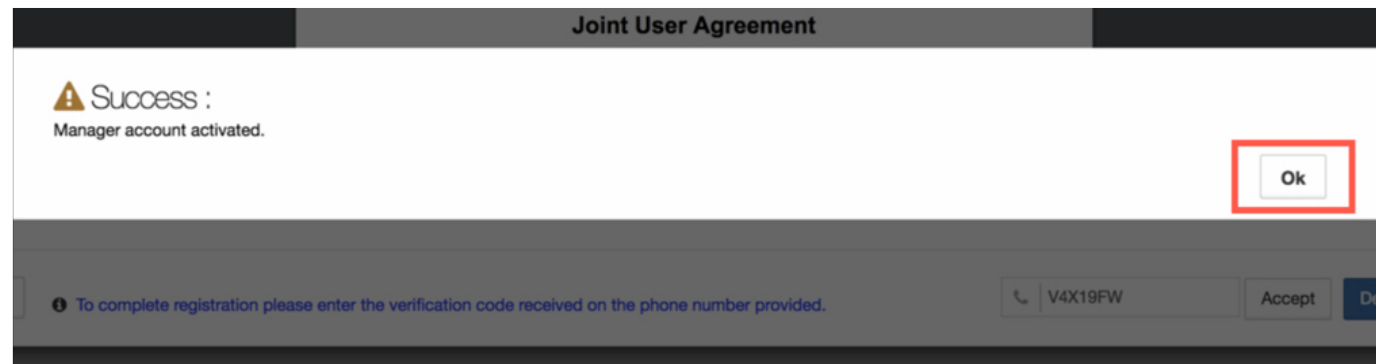 Joint User Agreement
Success :
Manager account activated.
Ok
To complete registration please enter the verification code received on the phone number provided.
V4X19FW
Accept